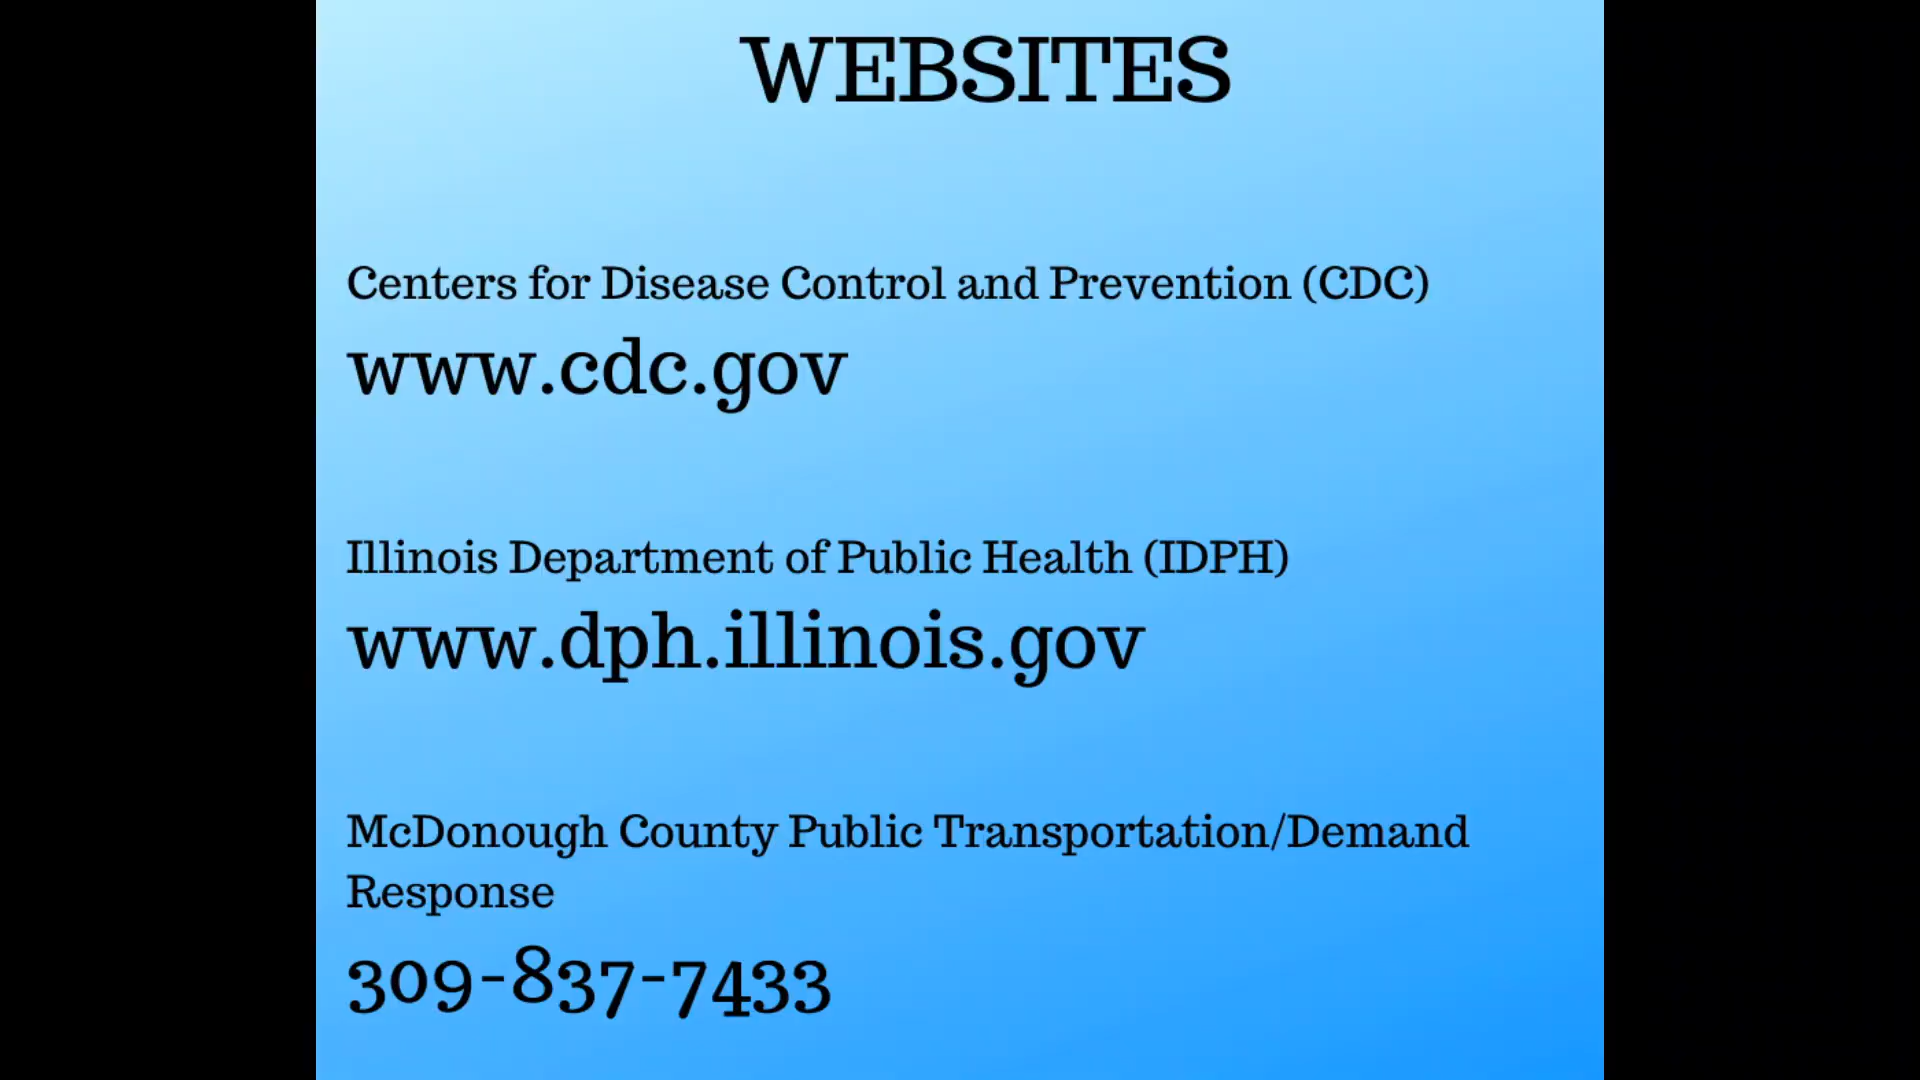 WEBSITES
Centers for Disease Control and Prevention (CDC)
www.cdc.gov
Illinois Department of Public Health (IDPH)
www.dph.illinois.gov
McDonough County Public Transportation/Demand
Response
309-837-7433